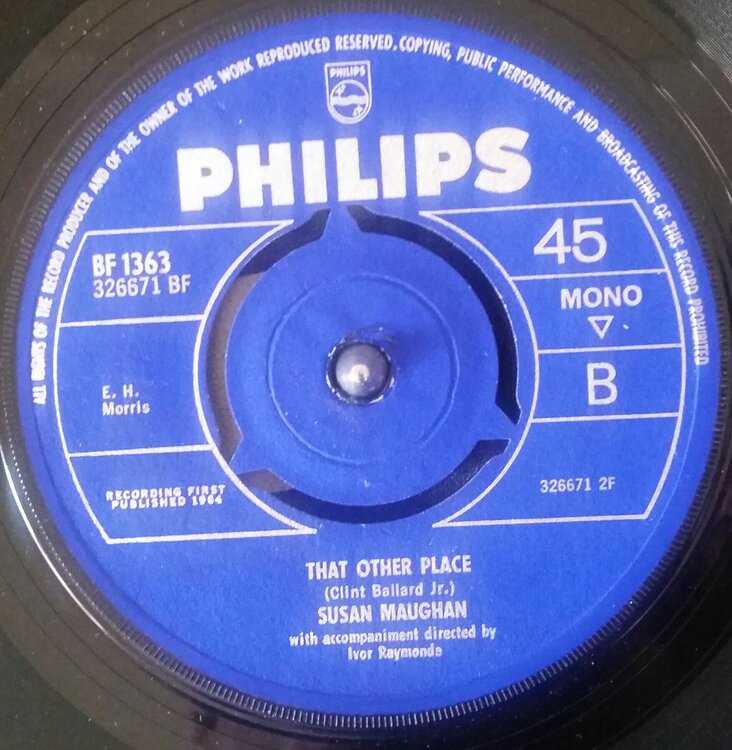 ALL RIGHTS OF THE RECORD PRODUCER AND OF THE OWNER OF THE WORK REPRODUCED RESERVED. COPYING, PUBLIC PERFORMANCE AND BROADCASTING OF THIS RECORD PROHIBITED
PHILIPS
PHILIPS
BF 1363
326671 BF
45
MONO
B
E. H.
Morris
RECORDING FIRST
PUBLISHED 1964
326671 2F
THAT OTHER PLACE
(Clint Ballard Jr.)
SUSAN MAUGHAN
with accompaniment directed by
Ivor Raymonde